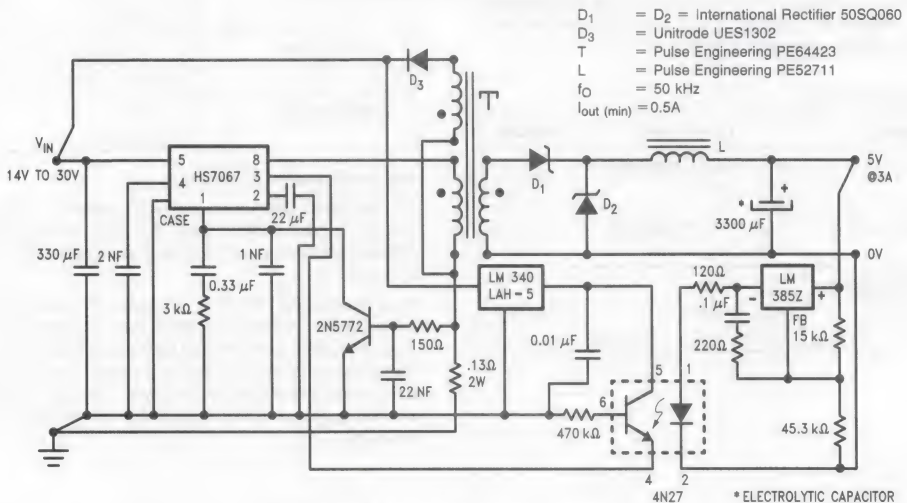 D₁ = D₂ = International Rectifier 50SQ060
D₃ = Unitrode UES1302
T = Pulse Engineering PE64423
L = Pulse Engineering PE52711
fO = 50 kHz
Iout (min) = 0.5A
D₃
T
VIN
14V TO 30V
5
4
HS7067
8
3
2
1
CASE
22 µF
D₁
D₂
L
5V
@3A
*
+
3300 µF
0V
330 µF
2 NF
0.33 µF
1 NF
3 kΩ
2N5772
150Ω
22 NF
.13Ω
2W
LM 340
LAH – 5
0.01 µF
120Ω
.1 µF
220Ω
–
LM
385Z
+
FB
15 kΩ
45.3 kΩ
5
1
6
470 kΩ
4
2
4N27
* ELECTROLYTIC CAPACITOR